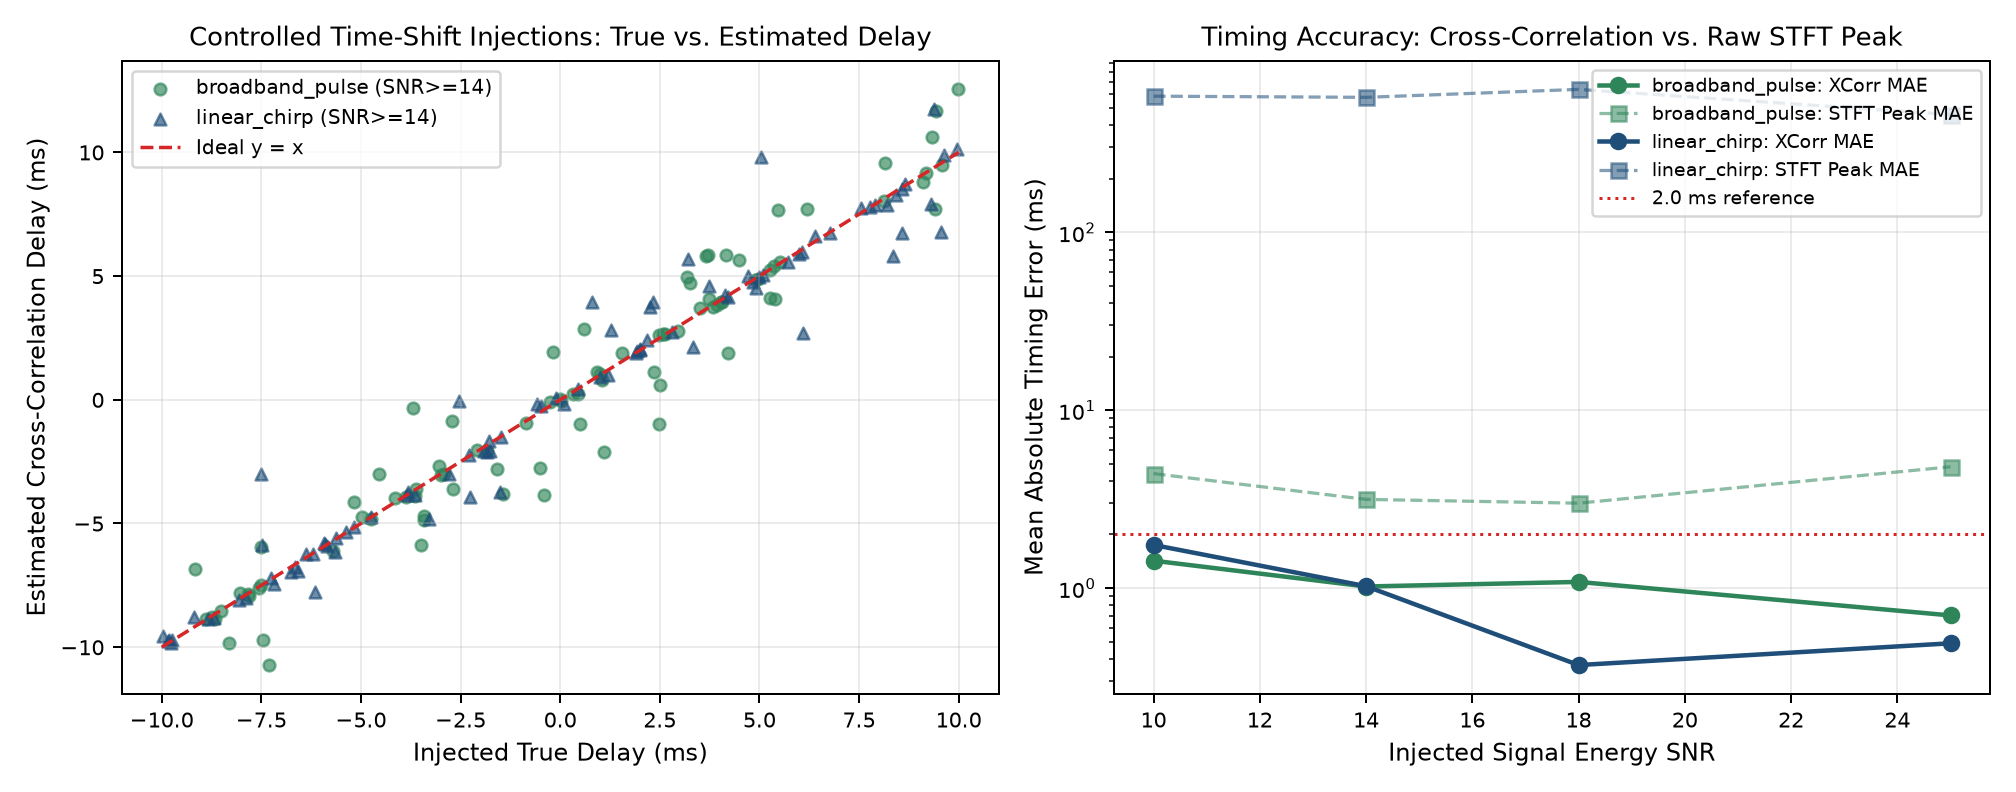 Controlled Time-Shift Injections: True vs. Estimated Delay
broadband_pulse (SNR>=14)
linear_chirp (SNR>=14)
Ideal y = x
Estimated Cross-Correlation Delay (ms)
10
5
0
−5
−10
−10.0 −7.5 −5.0 −2.5 0.0 2.5 5.0 7.5 10.0
Injected True Delay (ms)
Timing Accuracy: Cross-Correlation vs. Raw STFT Peak
broadband_pulse: XCorr MAE
broadband_pulse: STFT Peak MAE
linear_chirp: XCorr MAE
linear_chirp: STFT Peak MAE
2.0 ms reference
Mean Absolute Timing Error (ms)
10²
10¹
10⁰
10 12 14 16 18 20 22 24
Injected Signal Energy SNR